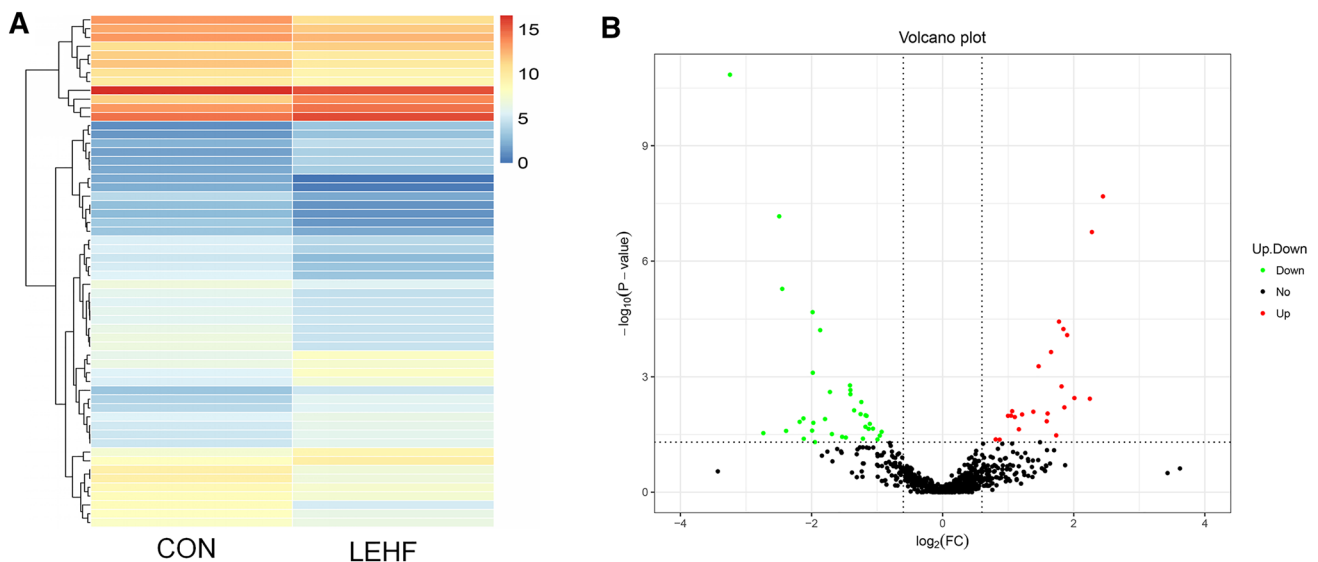 A
15
10
5
0
CON
LEHF
B
Volcano plot
−log10(P−value)
9
6
3
0
−4
−2
0
2
4
log2(FC)
Up.Down
Down
No
Up